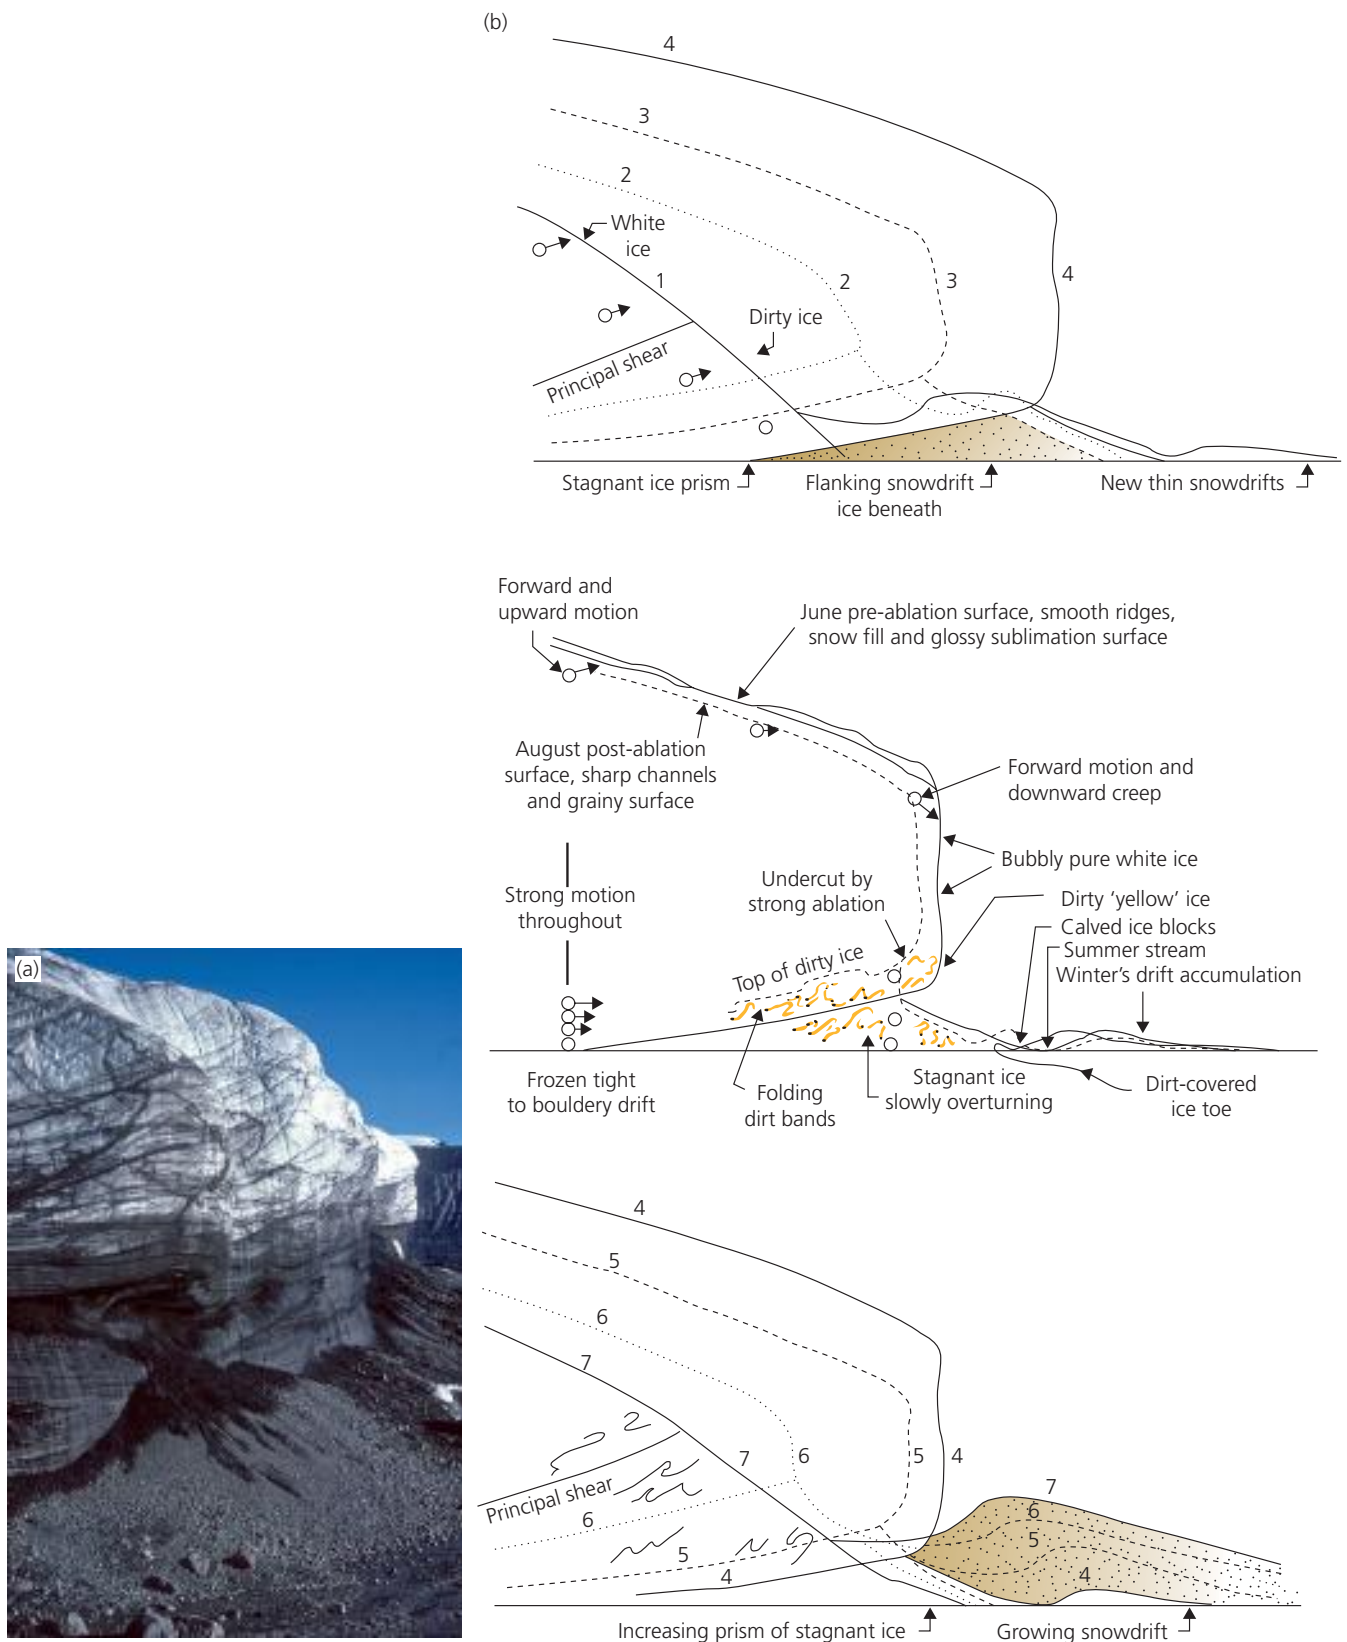 (b)
4
3
2
White
ice
1
2
3
4
Dirty ice
Principal shear
Stagnant ice prism
Flanking snowdrift
ice beneath
New thin snowdrifts
Forward and
upward motion
June pre-ablation surface, smooth ridges,
snow fill and glossy sublimation surface
August post-ablation
surface, sharp channels
and grainy surface
Forward motion and
downward creep
Bubbly pure white ice
Undercut by
strong ablation
Dirty ‘yellow’ ice
Calved ice blocks
Summer stream
Winter’s drift accumulation
Strong motion
throughout
Top of dirty ice
Frozen tight
to bouldery drift
Folding
dirt bands
Stagnant ice
slowly overturning
Dirt-covered
ice toe
(a)
4
5
6
7
7
6
5
4
Principal shear
6
5
4
7
6
5
4
Increasing prism of stagnant ice
Growing snowdrift